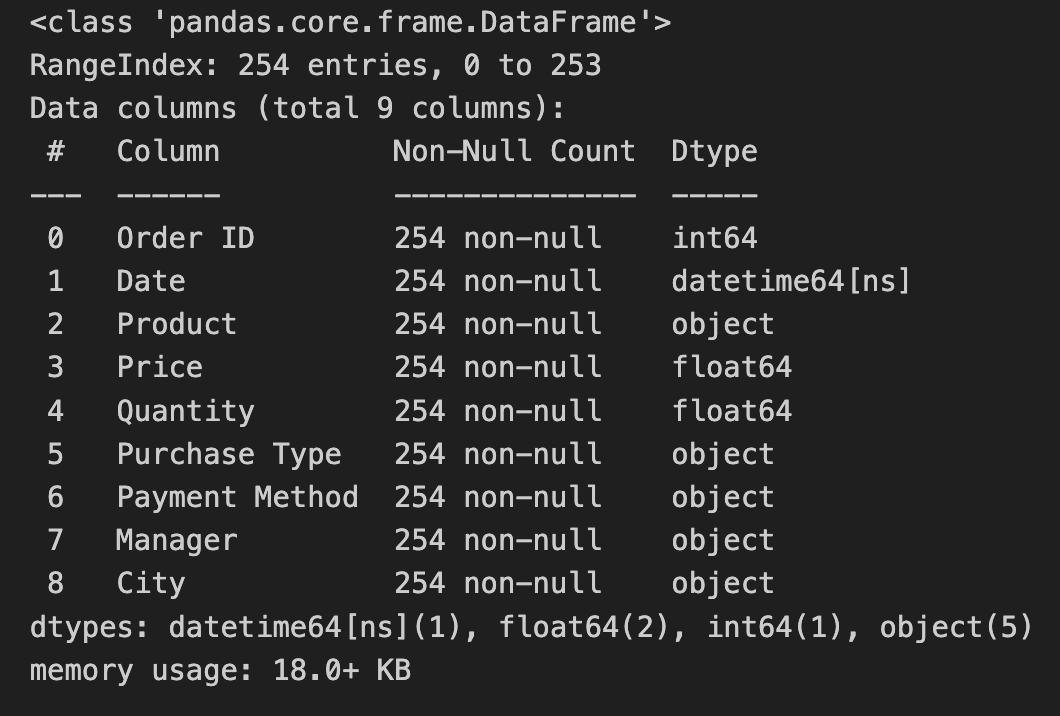 <class 'pandas.core.frame.DataFrame'>
RangeIndex: 254 entries, 0 to 253
Data columns (total 9 columns):
 #   Column          Non-Null Count  Dtype
---  ------          --------------  -----
 0   Order ID        254 non-null    int64
 1   Date            254 non-null    datetime64[ns]
 2   Product         254 non-null    object
 3   Price           254 non-null    float64
 4   Quantity        254 non-null    float64
 5   Purchase Type   254 non-null    object
 6   Payment Method  254 non-null    object
 7   Manager         254 non-null    object
 8   City            254 non-null    object
dtypes: datetime64[ns](1), float64(2), int64(1), object(5)
memory usage: 18.0+ KB